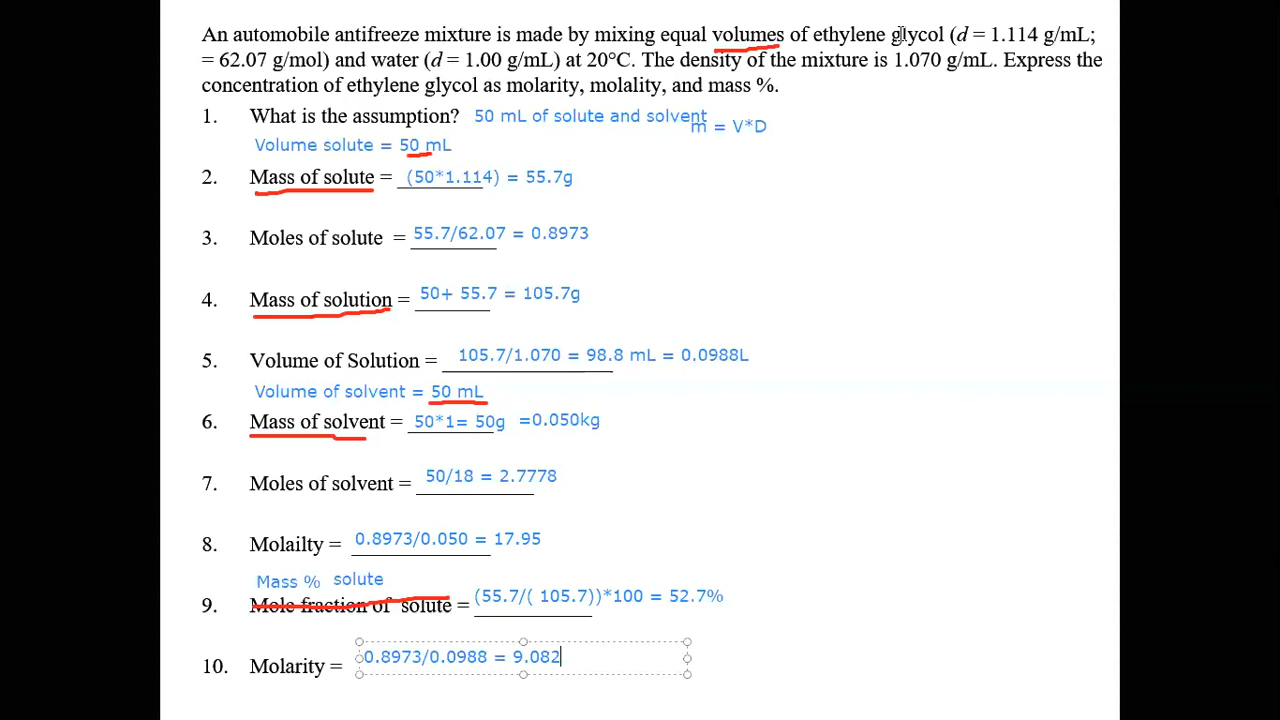 An automobile antifreeze mixture is made by mixing equal volumes of ethylene glycol (d = 1.114 g/mL;
= 62.07 g/mol) and water (d = 1.00 g/mL) at 20°C. The density of the mixture is 1.070 g/mL. Express the
concentration of ethylene glycol as molarity, molality, and mass %.
1. What is the assumption? 50 mL of solute and solvent
m = V*D
Volume solute = 50 mL
2. Mass of solute = (50*1.114) = 55.7g
3. Moles of solute = 55.7/62.07 = 0.8973
4. Mass of solution = 50+ 55.7 = 105.7g
5. Volume of Solution = 105.7/1.070 = 98.8 mL = 0.0988L
Volume of solvent = 50 mL
6. Mass of solvent = 50*1= 50g =0.050kg
7. Moles of solvent = 50/18 = 2.7778
8. Molailty = 0.8973/0.050 = 17.95
Mass % solute
9. Mole fraction of solute = (55.7/( 105.7))*100 = 52.7%
10. Molarity = 0.8973/0.0988 = 9.082